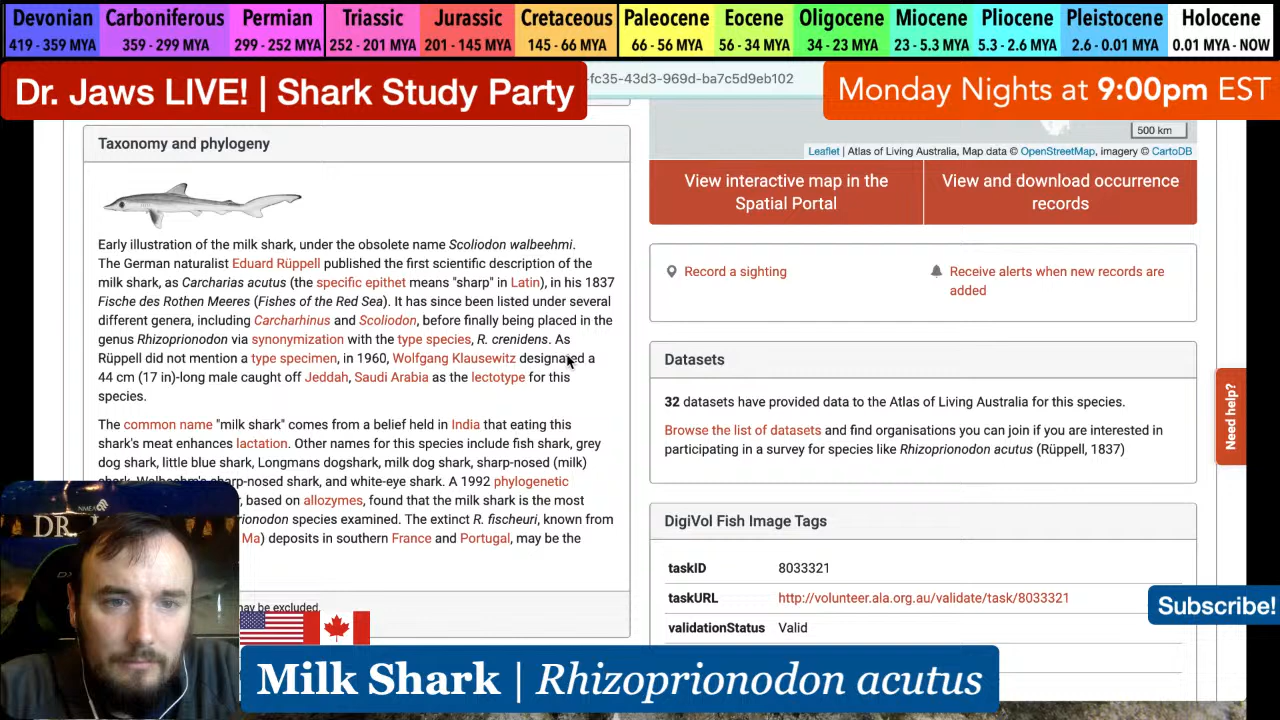 Devonian Carboniferous Permian Triassic Jurassic Cretaceous Paleocene Eocene Oligocene Miocene Pliocene Pleistocene Holocene
419 - 359 MYA 359 - 299 MYA 299 - 252 MYA 252 - 201 MYA 201 - 145 MYA 145 - 66 MYA 66 - 56 MYA 56 - 34 MYA 34 - 23 MYA 23 - 5.3 MYA 5.3 - 2.6 MYA 2.6 - 0.01 MYA 0.01 MYA - NOW
Dr. Jaws LIVE! | Shark Study Party
-fc35-43d3-969d-ba7c5d9eb102
Monday Nights at 9:00pm EST
Taxonomy and phylogeny
Early illustration of the milk shark, under the obsolete name Scoliodon walbeehmi.
The German naturalist Eduard Rüppell published the first scientific description of the
milk shark, as Carcharias acutus (the specific epithet means "sharp" in Latin), in his 1837
Fische des Rothen Meeres (Fishes of the Red Sea). It has since been listed under several
different genera, including Carcharhinus and Scoliodon, before finally being placed in the
genus Rhizoprionodon via synonymization with the type species, R. crenidens. As
Rüppell did not mention a type specimen, in 1960, Wolfgang Klausewitz designated a
44 cm (17 in)-long male caught off Jeddah, Saudi Arabia as the lectotype for this
species.
The common name "milk shark" comes from a belief held in India that eating this
shark's meat enhances lactation. Other names for this species include fish shark, grey
dog shark, little blue shark, Longmans dogshark, milk dog shark, sharp-nosed (milk)
shark, Walbeehm's sharp-nosed shark, and white-eye shark. A 1992 phylogenetic
, based on allozymes, found that the milk shark is the most
ionodon species examined. The extinct R. fischeuri, known from
Ma) deposits in southern France and Portugal, may be the
may be excluded.
500 km
Leaflet | Atlas of Living Australia, Map data © OpenStreetMap, imagery © CartoDB
View interactive map in the
Spatial Portal
View and download occurrence
records
Record a sighting
Receive alerts when new records are
added
Datasets
32 datasets have provided data to the Atlas of Living Australia for this species.
Browse the list of datasets and find organisations you can join if you are interested in
participating in a survey for species like Rhizoprionodon acutus (Rüppell, 1837)
DigiVol Fish Image Tags
taskID 8033321
taskURL http://volunteer.ala.org.au/validate/task/8033321
validationStatus Valid
Need help?
Subscribe!
NMEA
DR. J
Milk Shark | Rhizoprionodon acutus